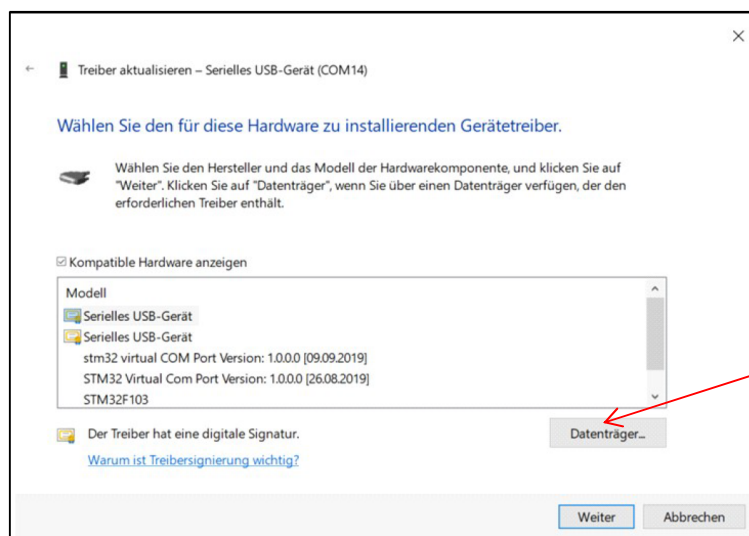 Treiber aktualisieren – Serielles USB-Gerät (COM14)
Wählen Sie den für diese Hardware zu installierenden Gerätetreiber.
Wählen Sie den Hersteller und das Modell der Hardwarekomponente, und klicken Sie auf
"Weiter". Klicken Sie auf "Datenträger", wenn Sie über einen Datenträger verfügen, der den
erforderlichen Treiber enthält.
Kompatible Hardware anzeigen
Modell
Serielles USB-Gerät
Serielles USB-Gerät
stm32 virtual COM Port Version: 1.0.0.0 [09.09.2019]
STM32 Virtual Com Port Version: 1.0.0.0 [26.08.2019]
STM32F103
Der Treiber hat eine digitale Signatur.
Datenträger...
Warum ist Treibersignierung wichtig?
Weiter
Abbrechen